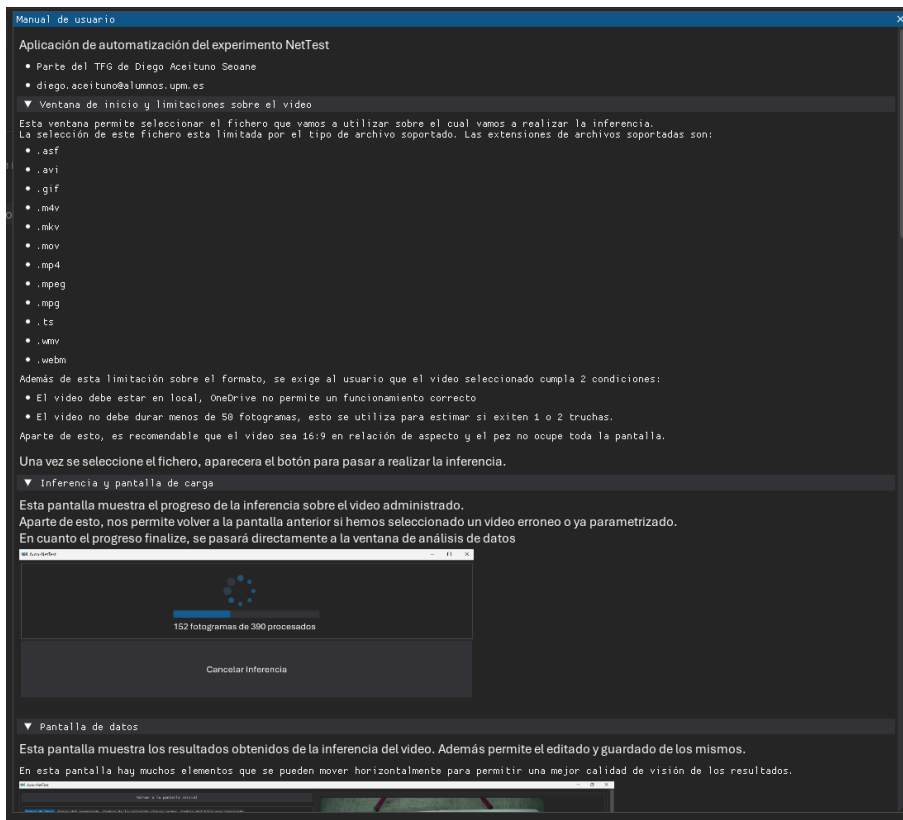 Manual de usuario
Aplicación de automatización del experimento NetTest
Parte del TFG de Diego Aceituno Seoane
diego.aceituno@alumnos.upm.es
Ventana de inicio y limitaciones sobre el video
Esta ventana permite seleccionar el fichero que vamos a utilizar sobre el cual vamos a realizar la inferencia.
La selección de este fichero esta limitada por el tipo de archivo soportado. Las extensiones de archivos soportadas son:
.asf
.avi
.gif
.m4v
.mkv
.mov
.mp4
.mpeg
.mpg
.ts
.wmv
.webm
Además de esta limitación sobre el formato, se exige al usuario que el video seleccionado cumpla 2 condiciones:
El video debe estar en local, OneDrive no permite un funcionamiento correcto
El video no debe durar menos de 50 fotogramas, esto se utiliza para estimar si exiten 1 o 2 truchas.
Aparte de esto, es recomendable que el video sea 16:9 en relación de aspecto y el pez no ocupe toda la pantalla.
Una vez se seleccione el fichero, aparecera el botón para pasar a realizar la inferencia.
Inferencia y pantalla de carga
Esta pantalla muestra el progreso de la inferencia sobre el video administrado.
Aparte de esto, nos permite volver a la pantalla anterior si hemos seleccionado un video erroneo o ya parametrizado.
En cuanto el progreso finalize, se pasará directamente a la ventana de análisis de datos
Auto-NetTest
152 fotogramas de 390 procesados
Cancelar Inferencia
Pantalla de datos
Esta pantalla muestra los resultados obtenidos de la inferencia del video. Además permite el editado y guardado de los mismos.
En esta pantalla hay muchos elementos que se pueden mover horizontalmente para permitir una mejor calidad de visión de los resultados.
Auto-NetTest
Volver a la pantalla inicial